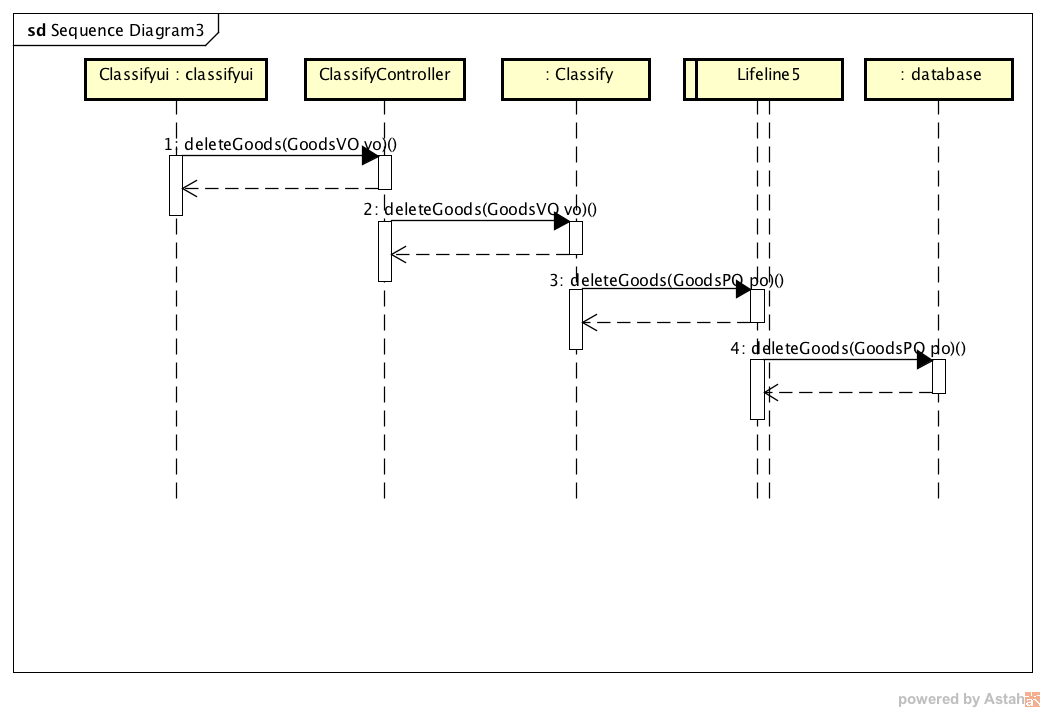 sd Sequence Diagram3
Classifyui : classifyui
ClassifyController
: Classify
Lifeline5
: database
1: deleteGoods(GoodsVO vo)()
2: deleteGoods(GoodsVO vo)()
3: deleteGoods(GoodsPO po)()
4: deleteGoods(GoodsPO po)()
powered by Astah